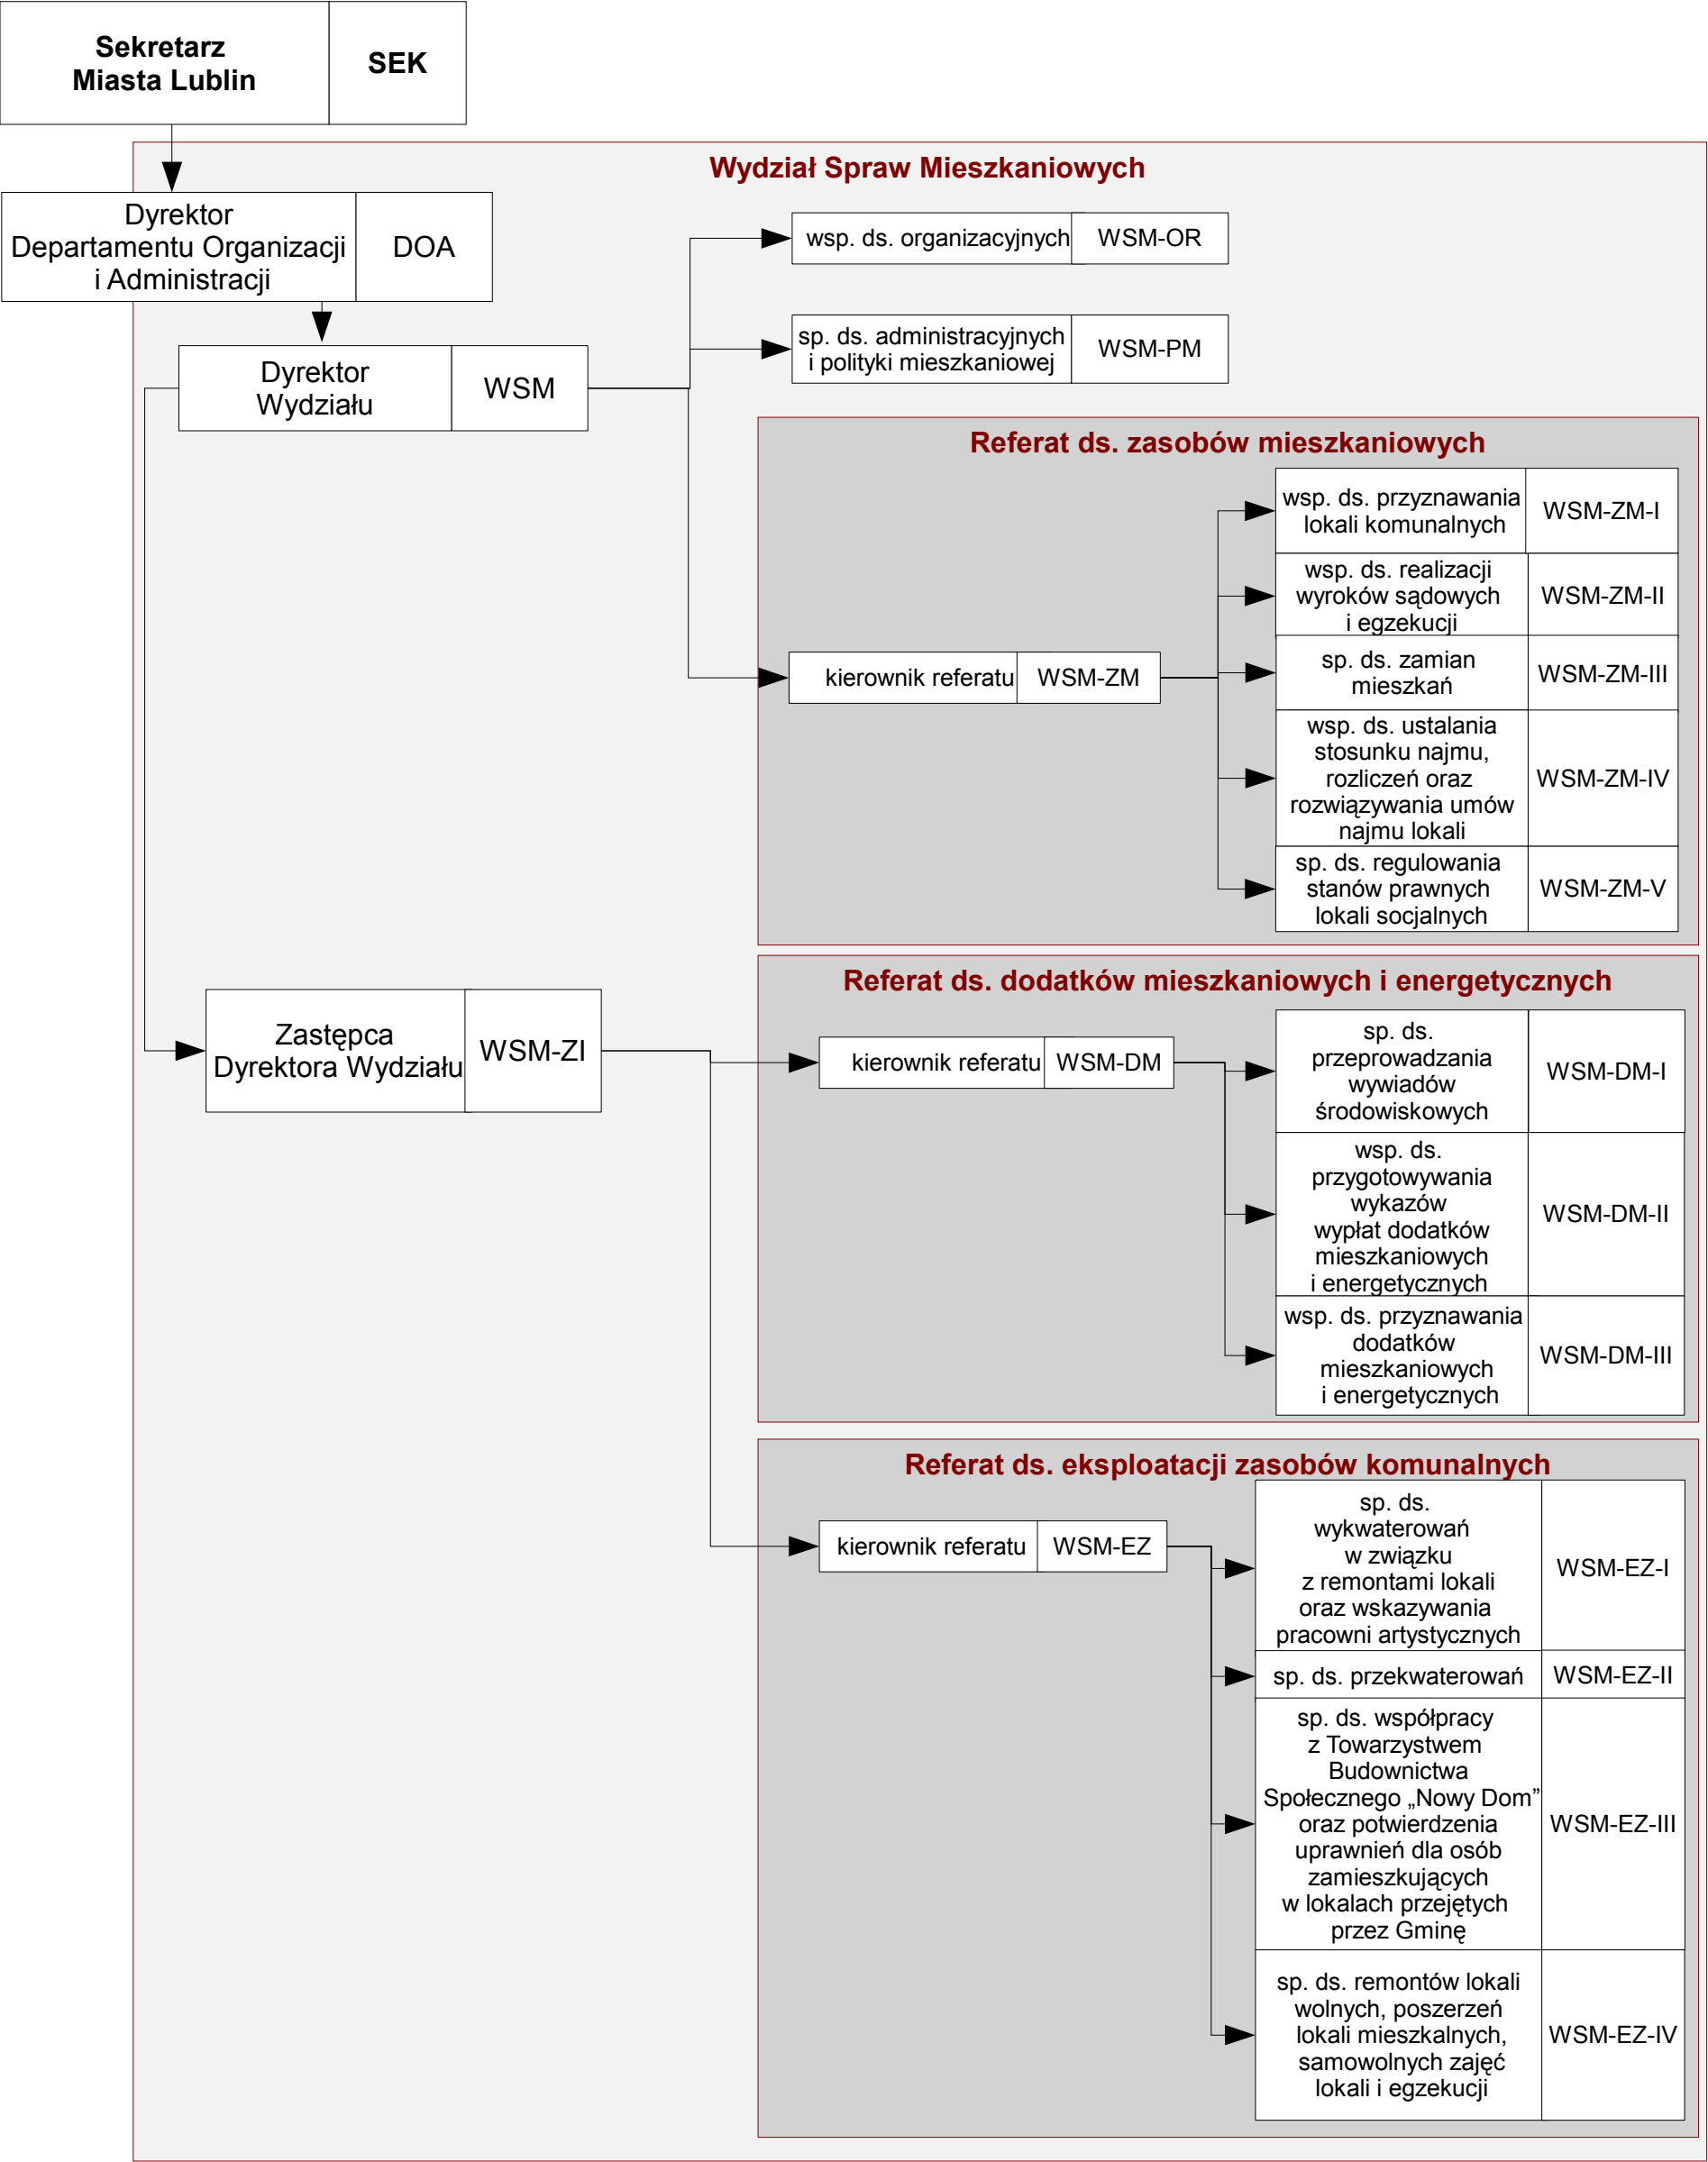 Sekretarz
Miasta Lublin
SEK
Wydział Spraw Mieszkaniowych
Dyrektor
Departamentu Organizacji
i Administracji
DOA
wsp. ds. organizacyjnych
WSM-OR
sp. ds. administracyjnych
i polityki mieszkaniowej
WSM-PM
Dyrektor
Wydziału
WSM
Referat ds. zasobów mieszkaniowych
kierownik referatu
WSM-ZM
wsp. ds. przyznawania
lokali komunalnych
WSM-ZM-I
wsp. ds. realizacji
wyroków sądowych
i egzekucji
WSM-ZM-II
sp. ds. zamian
mieszkań
WSM-ZM-III
wsp. ds. ustalania
stosunku najmu,
rozliczeń oraz
rozwiązywania umów
najmu lokali
WSM-ZM-IV
sp. ds. regulowania
stanów prawnych
lokali socjalnych
WSM-ZM-V
Zastępca
Dyrektora Wydziału
WSM-ZI
Referat ds. dodatków mieszkaniowych i energetycznych
kierownik referatu
WSM-DM
sp. ds.
przeprowadzania
wywiadów
środowiskowych
WSM-DM-I
wsp. ds.
przygotowywania
wykazów
wypłat dodatków
mieszkaniowych
i energetycznych
WSM-DM-II
wsp. ds. przyznawania
dodatków
mieszkaniowych
i energetycznych
WSM-DM-III
Referat ds. eksploatacji zasobów komunalnych
kierownik referatu
WSM-EZ
sp. ds.
wykwaterowań
w związku
z remontami lokali
oraz wskazywania
pracowni artystycznych
WSM-EZ-I
sp. ds. przekwaterowań
WSM-EZ-II
sp. ds. współpracy
z Towarzystwem
Budownictwa
Społecznego „Nowy Dom”
oraz potwierdzenia
uprawnień dla osób
zamieszkujących
w lokalach przejętych
przez Gminę
WSM-EZ-III
sp. ds. remontów lokali
wolnych, poszerzeń
lokali mieszkalnych,
samowolnych zajęć
lokali i egzekucji
WSM-EZ-IV